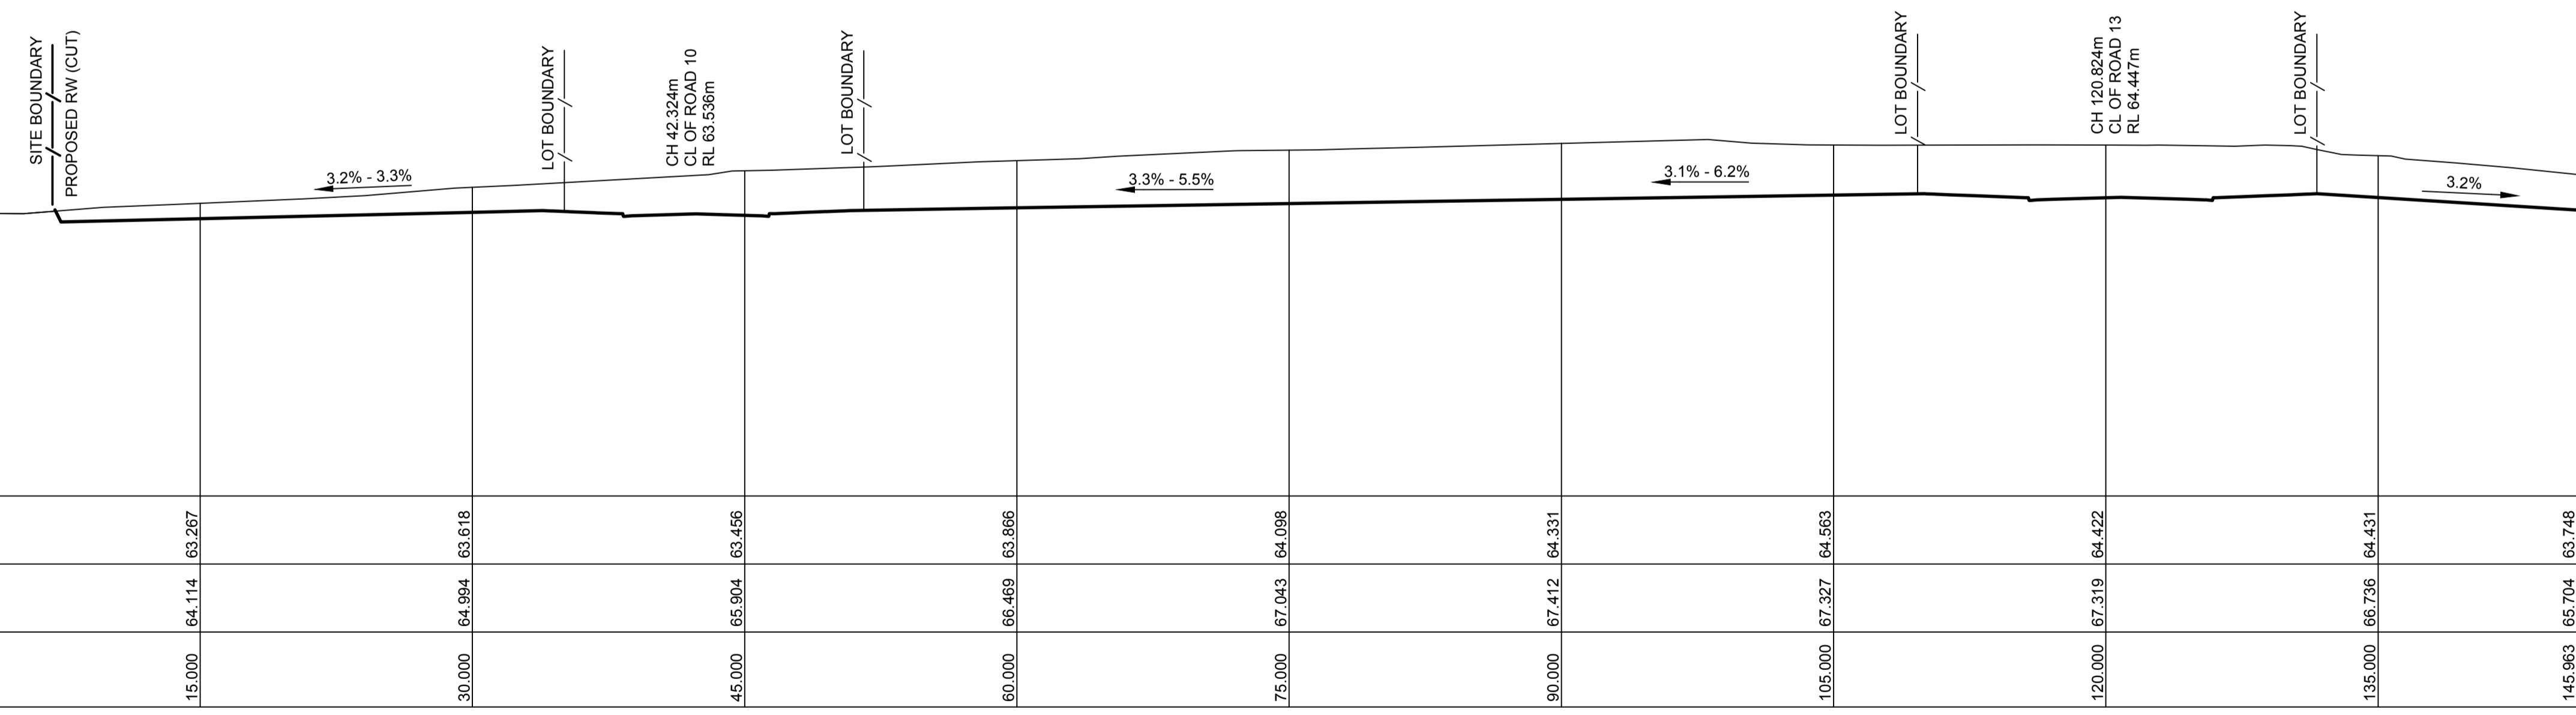 SITE BOUNDARY
PROPOSED RW (CUT)
3.2% - 3.3%
LOT BOUNDARY
CH 42.324m
CL OF ROAD 10
RL 63.536m
LOT BOUNDARY
3.3% - 5.5%
3.1% - 6.2%
LOT BOUNDARY
CH 120.824m
CL OF ROAD 13
RL 64.447m
LOT BOUNDARY
3.2%
63.267
63.618
63.456
63.866
64.098
64.331
64.563
64.422
64.431
63.748
64.114
64.994
65.904
66.469
67.043
67.412
67.327
67.319
66.736
65.704
15.000
30.000
45.000
60.000
75.000
90.000
105.000
120.000
135.000
145.963